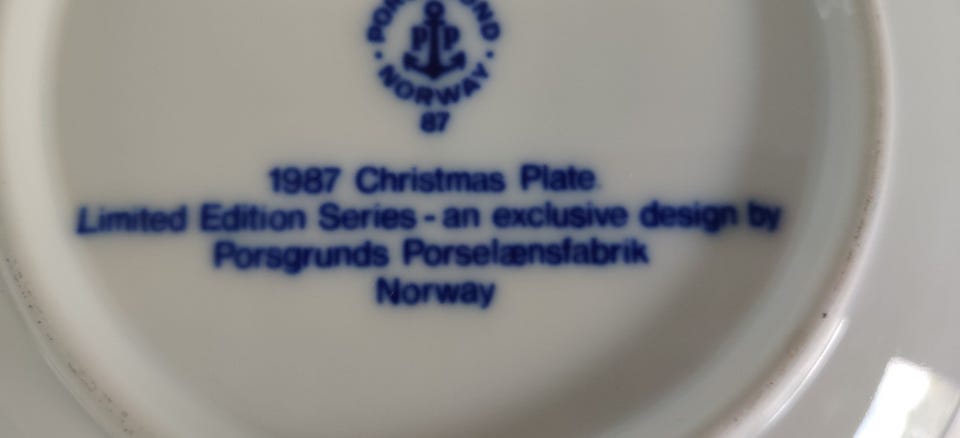 PORSGRUND
PP
NORWAY
87
1987 Christmas Plate.
Limited Edition Series - an exclusive design by
Porsgrunds Porselænsfabrik
Norway